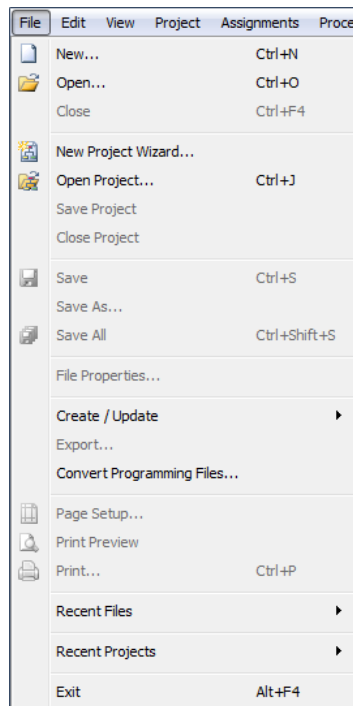 File Edit View Project Assignments Proce
New... Ctrl+N
Open... Ctrl+O
Close Ctrl+F4
New Project Wizard...
Open Project... Ctrl+J
Save Project
Close Project
Save Ctrl+S
Save As...
Save All Ctrl+Shift+S
File Properties...
Create / Update
Export...
Convert Programming Files...
Page Setup...
Print Preview
Print... Ctrl+P
Recent Files
Recent Projects
Exit Alt+F4